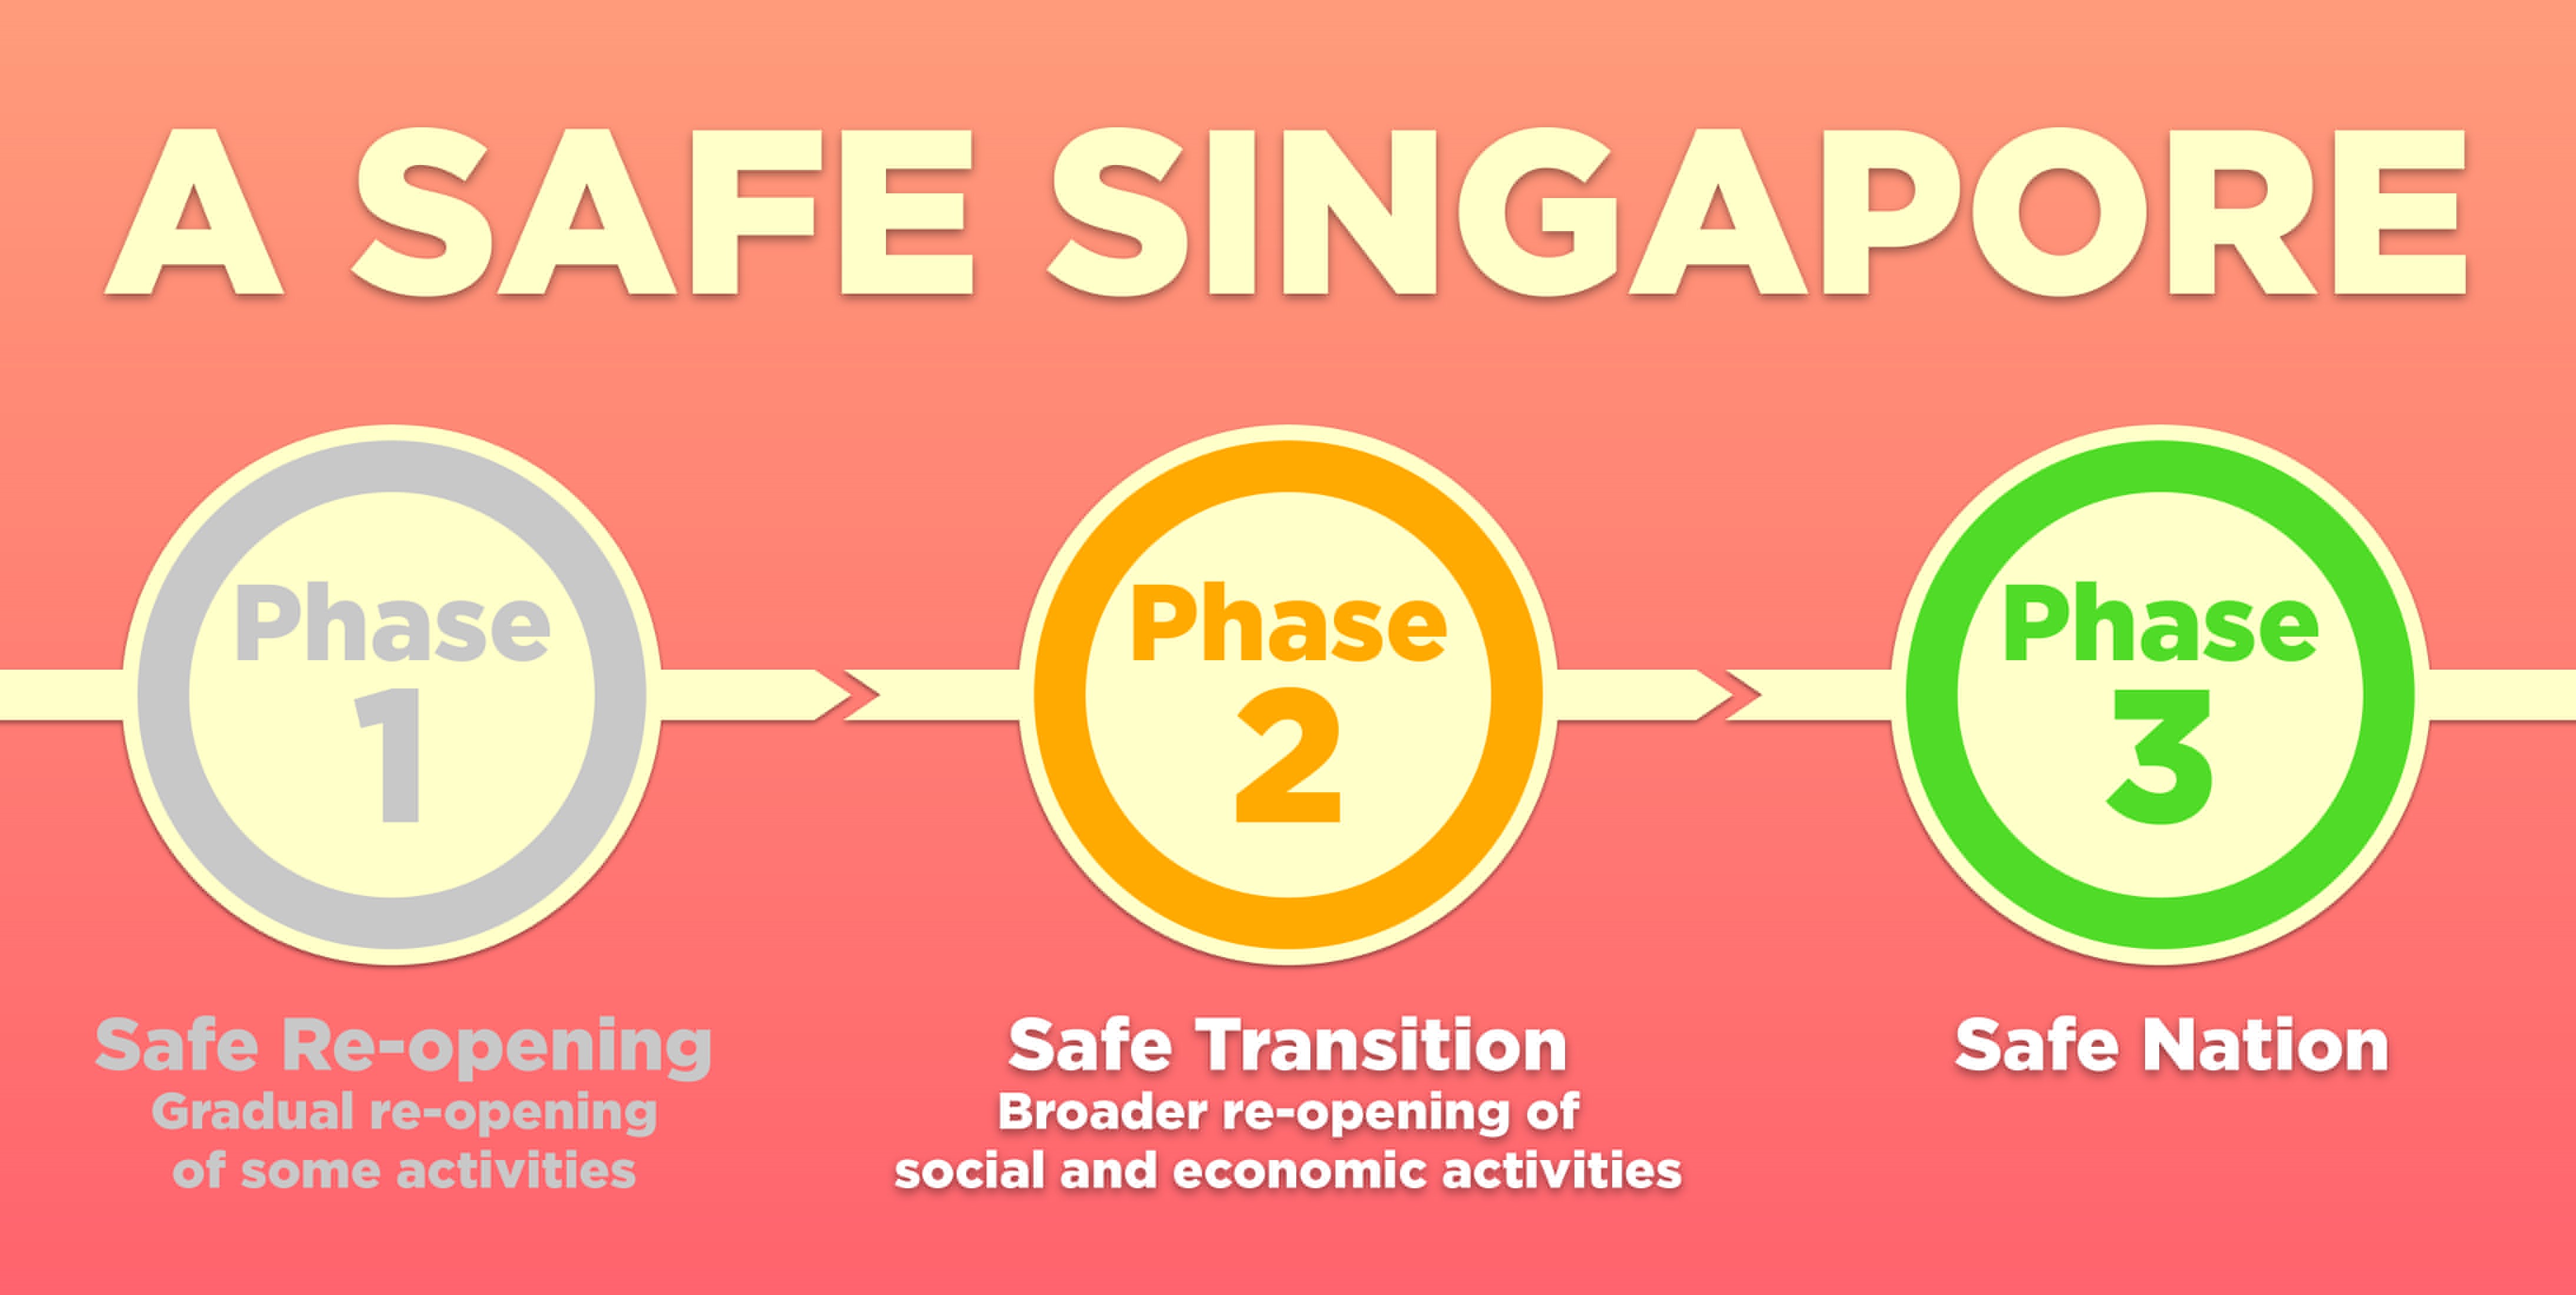 A SAFE SINGAPORE
Phase
1
Safe Re-opening
Gradual re-opening
of some activities
Phase
2
Safe Transition
Broader re-opening of
social and economic activities
Phase
3
Safe Nation